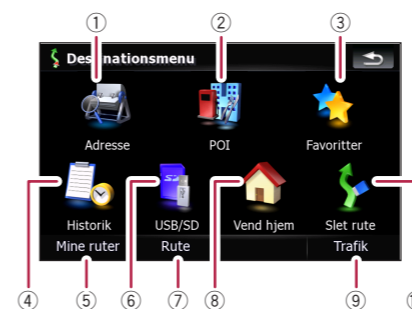 ① ② ③
Destinationsmenu
Adresse POI Favoritter
Historik USB/SD Vend hjem Slet rute
Mine ruter Rute Trafik
④ ⑤ ⑥ ⑦ ⑧ ⑨